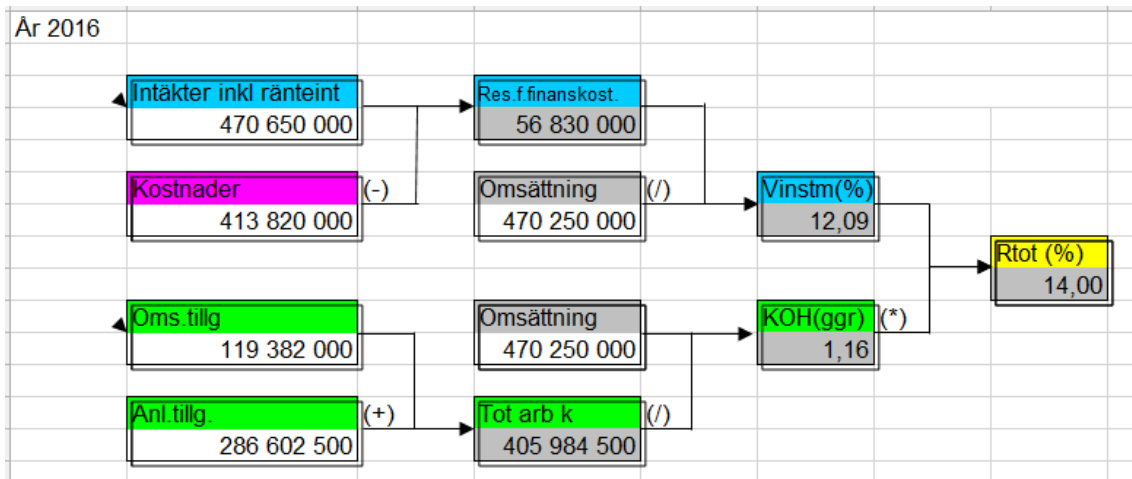 År 2016
Intäkter inkl ränteint
470 650 000
Res.f.finanskost.
56 830 000
Kostnader (-)
413 820 000
Omsättning (/)
470 250 000
Vinstm(%)
12,09
Rtot (%)
14,00
Oms.tillg
119 382 000
Omsättning
470 250 000
KOH(ggr) (*)
1,16
Anl.tillg. (+)
286 602 500
Tot arb k (/)
405 984 500